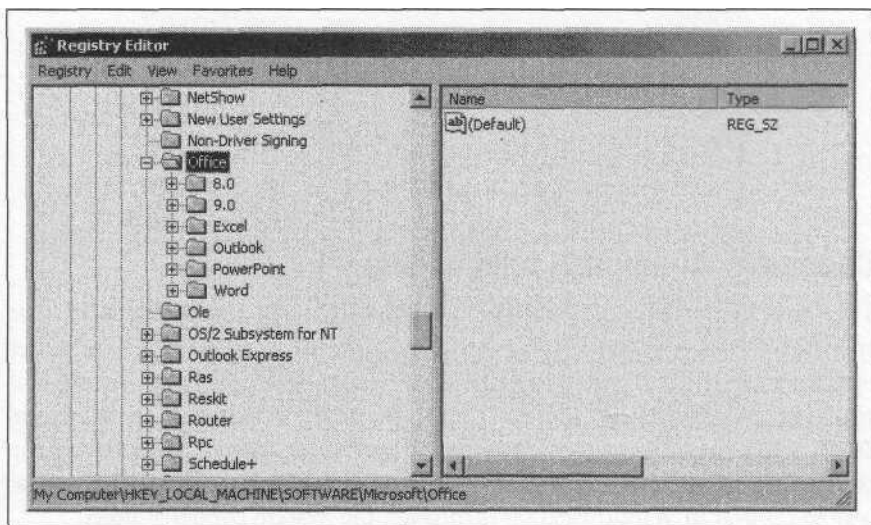 Registry Editor
Registry Edit View Favorites Help
NetShow
New User Settings
Non-Driver Signing
Office
8.0
9.0
Excel
Outlook
PowerPoint
Word
Ole
OS/2 Subsystem for NT
Outlook Express
Ras
Reskit
Router
Rpc
Schedule+
Name Type
ab (Default) REG_SZ
My Computer\HKEY_LOCAL_MACHINE\SOFTWARE\Microsoft\Office